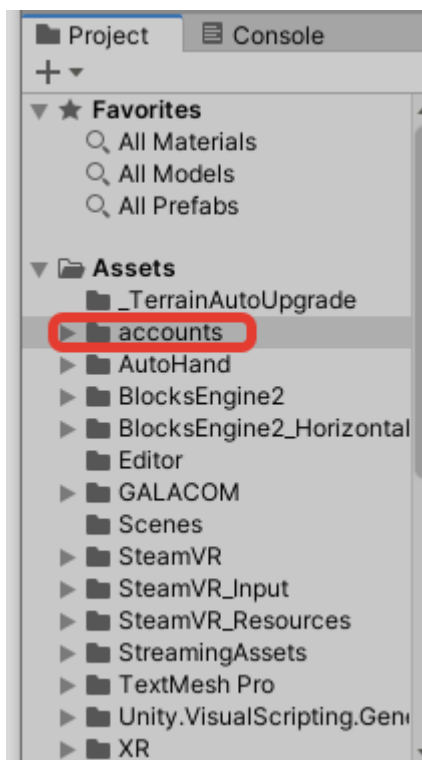 Project Console
Favorites
All Materials
All Models
All Prefabs
Assets
_TerrainAutoUpgrade
accounts
AutoHand
BlocksEngine2
BlocksEngine2_Horizontal
Editor
GALACOM
Scenes
SteamVR
SteamVR_Input
SteamVR_Resources
StreamingAssets
TextMesh Pro
Unity.VisualScripting.Gen
XR